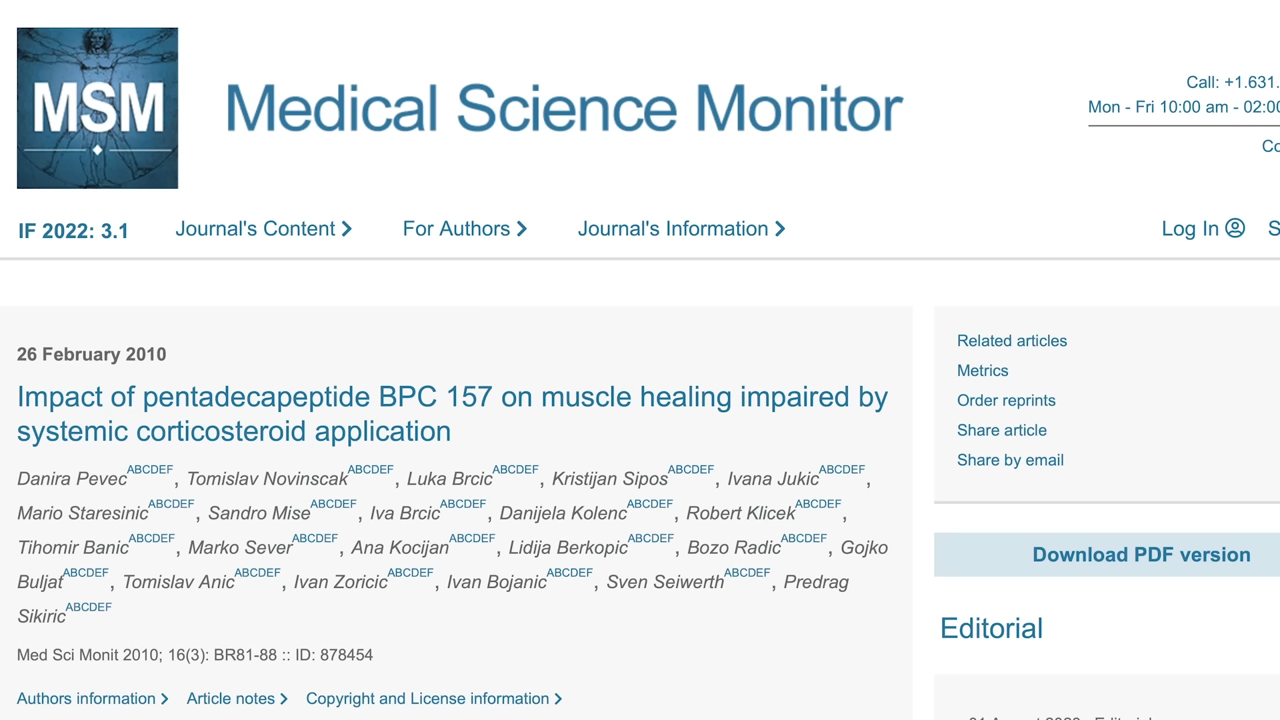 MSM
Medical Science Monitor
Call: +1.631.
Mon - Fri 10:00 am - 02:00
IF 2022: 3.1
Journal's Content
For Authors
Journal's Information
Log In
26 February 2010
Impact of pentadecapeptide BPC 157 on muscle healing impaired by
systemic corticosteroid application
Danira Pevec ABCDEF, Tomislav Novinscak ABCDEF, Luka Brcic ABCDEF, Kristijan Sipos ABCDEF, Ivana Jukic ABCDEF,
Mario Staresinic ABCDEF, Sandro Mise ABCDEF, Iva Brcic ABCDEF, Danijela Kolenc ABCDEF, Robert Klicek ABCDEF,
Tihomir Banic ABCDEF, Marko Sever ABCDEF, Ana Kocijan ABCDEF, Lidija Berkopic ABCDEF, Bozo Radic ABCDEF, Gojko
Buljat ABCDEF, Tomislav Anic ABCDEF, Ivan Zoricic ABCDEF, Ivan Bojanic ABCDEF, Sven Seiwerth ABCDEF, Predrag
Sikiric ABCDEF
Med Sci Monit 2010; 16(3): BR81-88 :: ID: 878454
Authors information
Article notes
Copyright and License information
Related articles
Metrics
Order reprints
Share article
Share by email
Download PDF version
Editorial